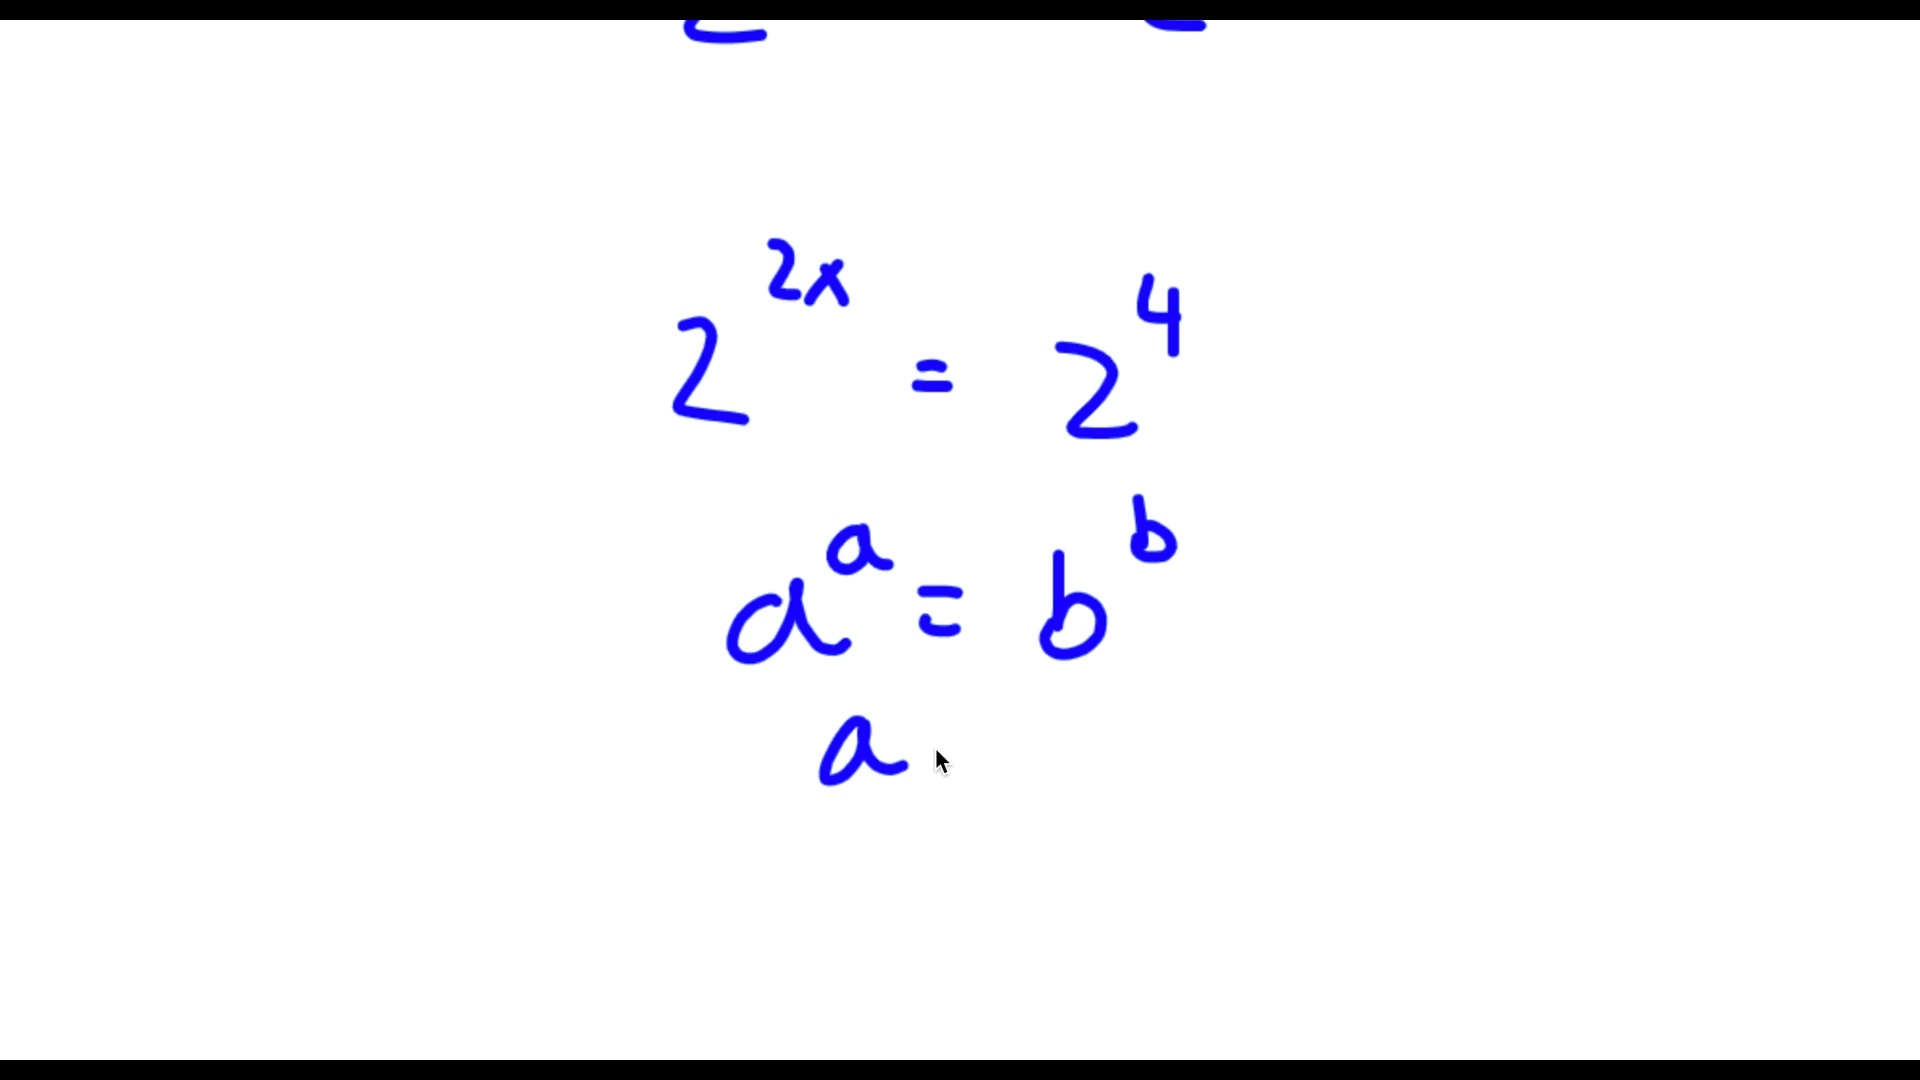 2^{2x} = 2^4
a^a = b^b
a